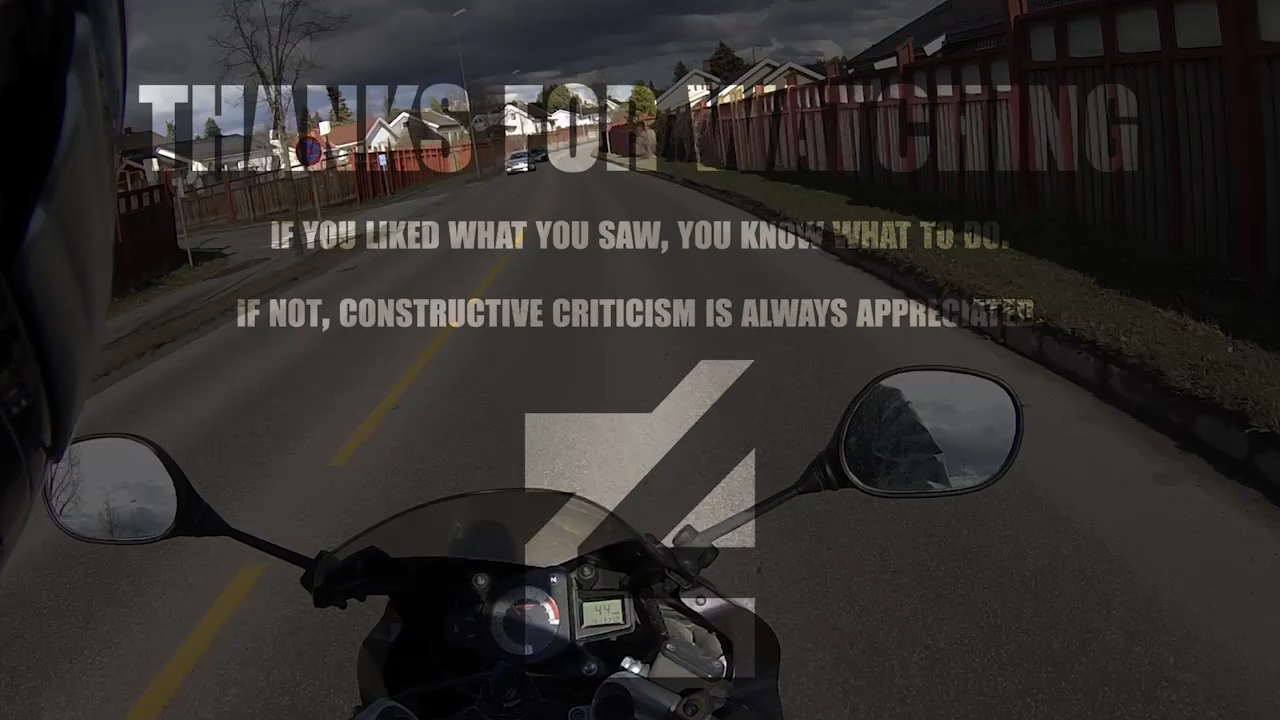 THANKS FOR WATCHING
IF YOU LIKED WHAT YOU SAW, YOU KNOW WHAT TO DO.
IF NOT, CONSTRUCTIVE CRITICISM IS ALWAYS APPRECIATED
N
44